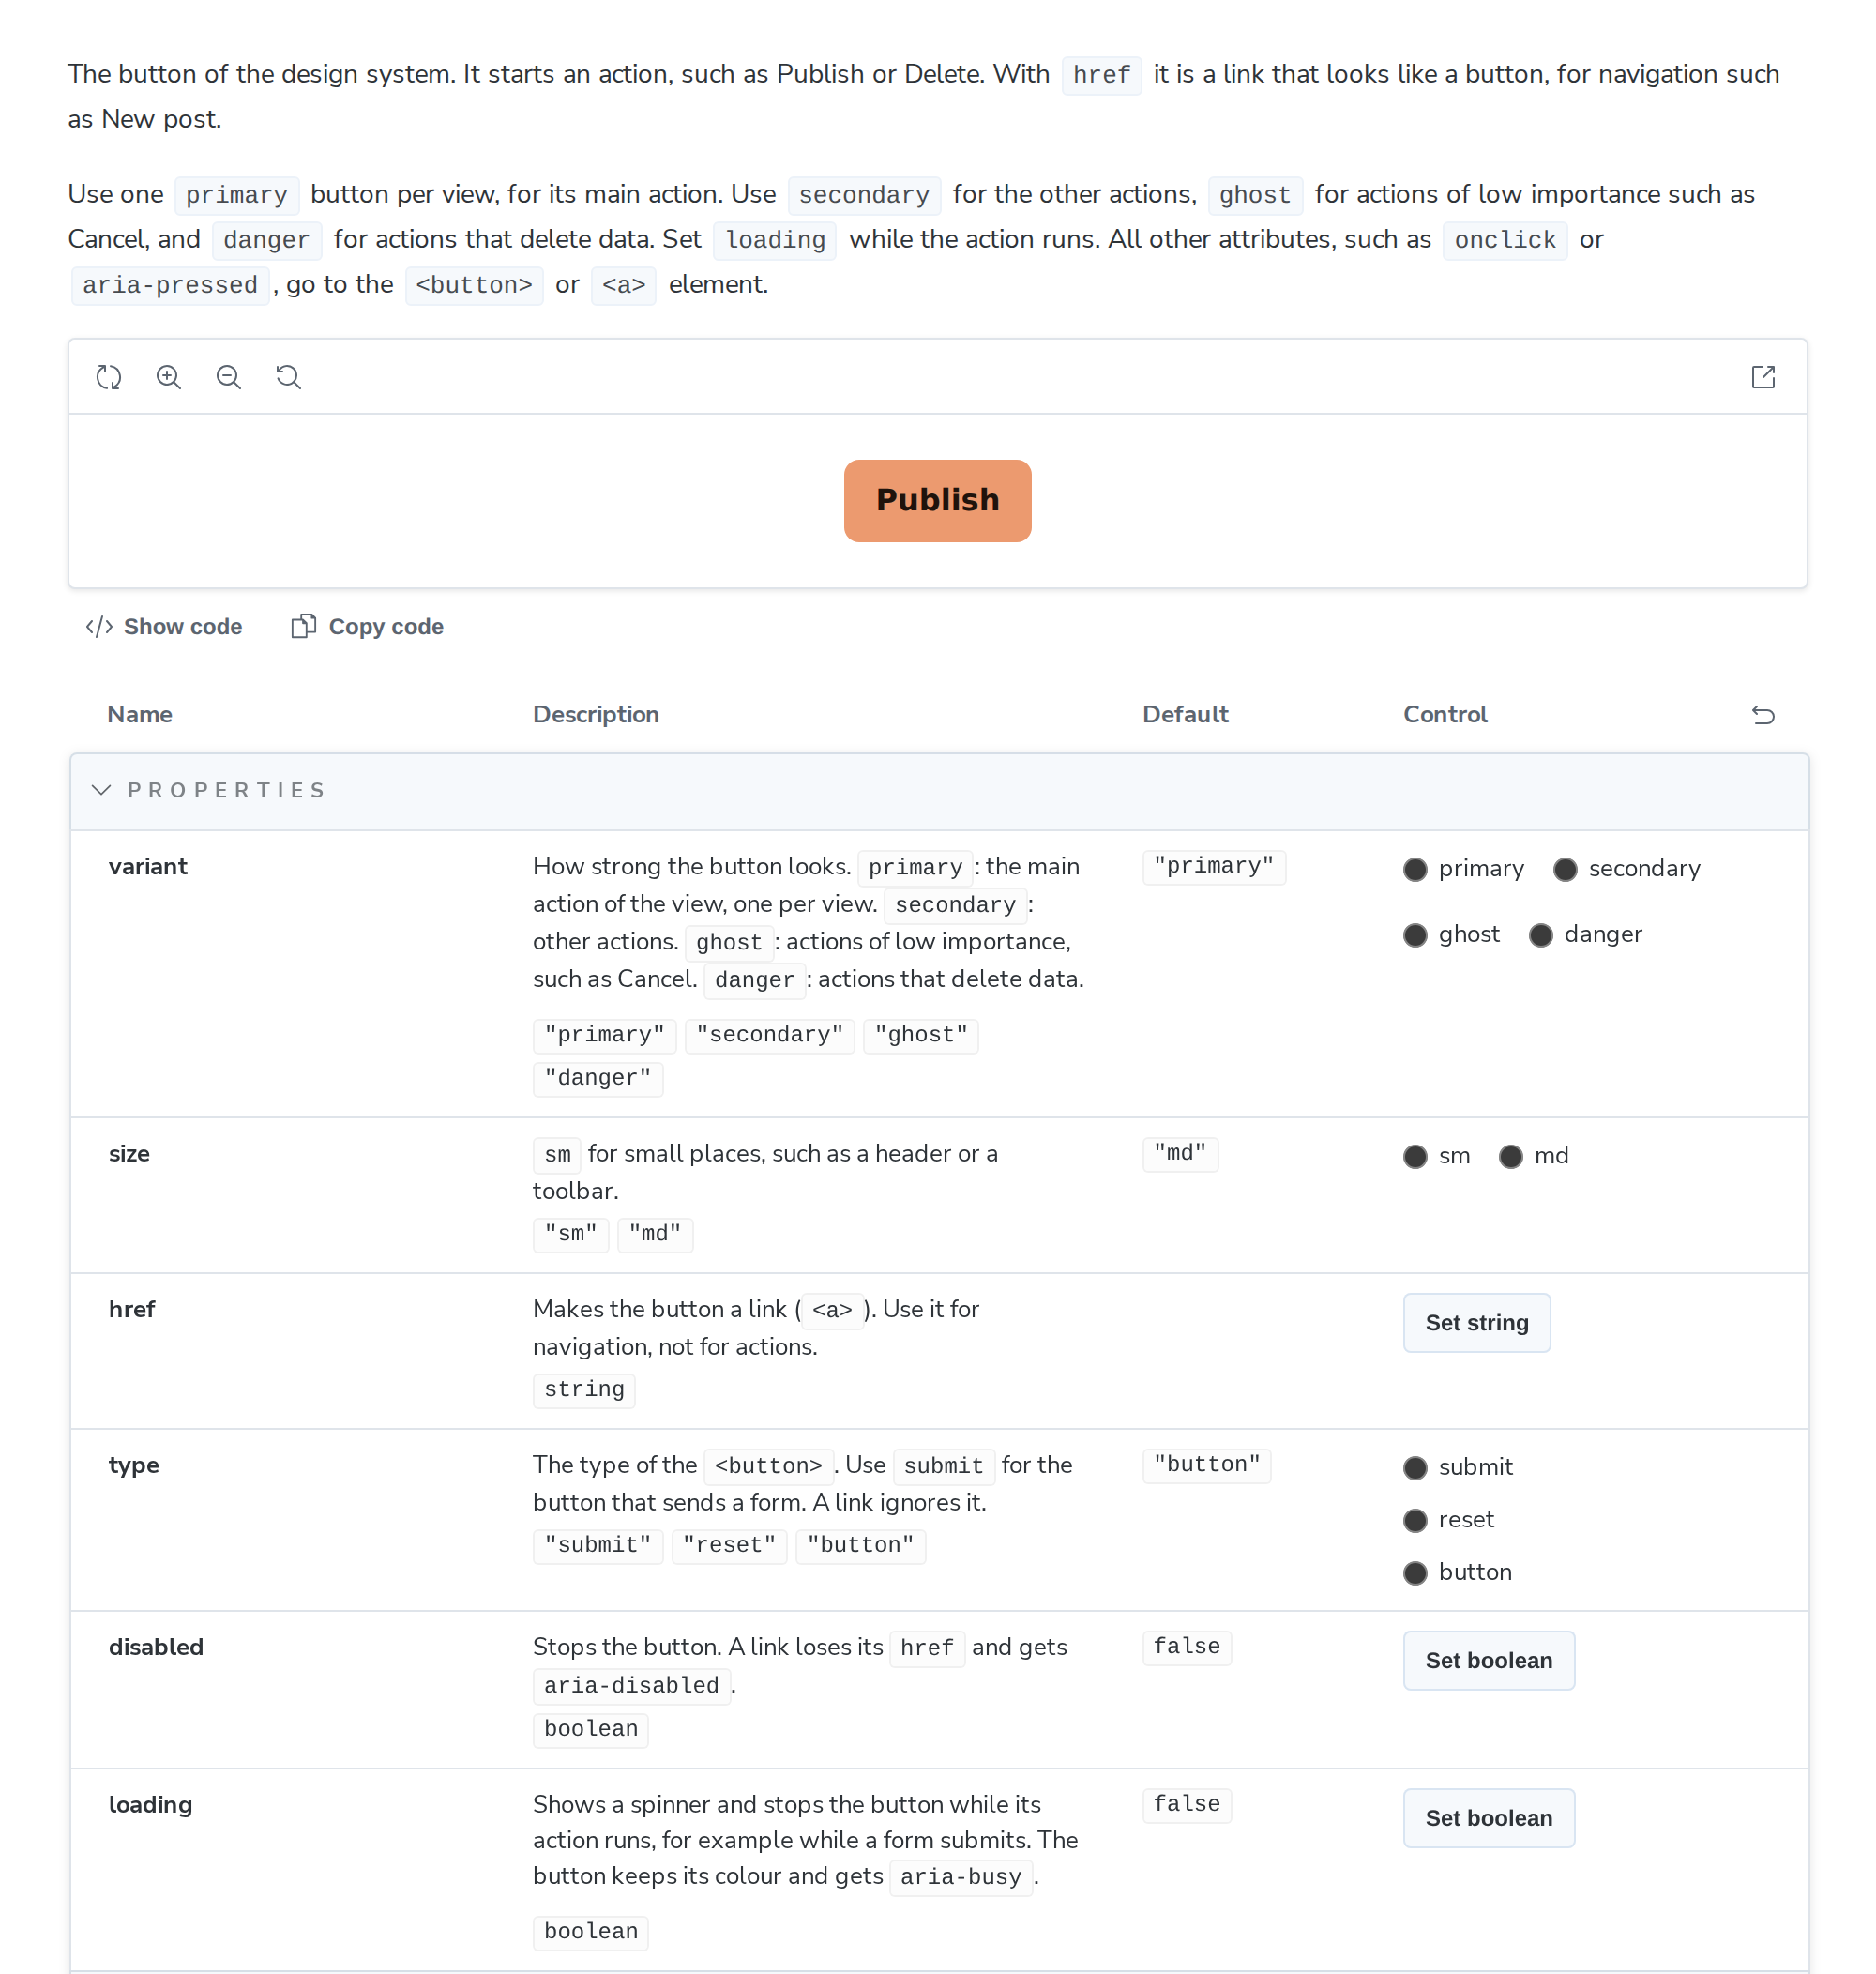 The button of the design system. It starts an action, such as Publish or Delete. With href it is a link that looks like a button, for navigation such
as New post.
Use one primary button per view, for its main action. Use secondary for the other actions, ghost for actions of low importance such as
Cancel, and danger for actions that delete data. Set loading while the action runs. All other attributes, such as onclick or
aria-pressed , go to the <button> or <a> element.
Publish
Show code Copy code
Name Description Default Control
PROPERTIES
variant How strong the button looks. primary : the main "primary" primary secondary
action of the view, one per view. secondary :
other actions. ghost : actions of low importance, ghost danger
such as Cancel. danger : actions that delete data.
"primary" "secondary" "ghost"
"danger"
size sm for small places, such as a header or a "md" sm md
toolbar.
"sm" "md"
href Makes the button a link ( <a> ). Use it for Set string
navigation, not for actions.
string
type The type of the <button> . Use submit for the "button" submit
button that sends a form. A link ignores it. reset
"submit" "reset" "button" button
disabled Stops the button. A link loses its href and gets false Set boolean
aria-disabled .
boolean
loading Shows a spinner and stops the button while its false Set boolean
action runs, for example while a form submits. The
button keeps its colour and gets aria-busy .
boolean